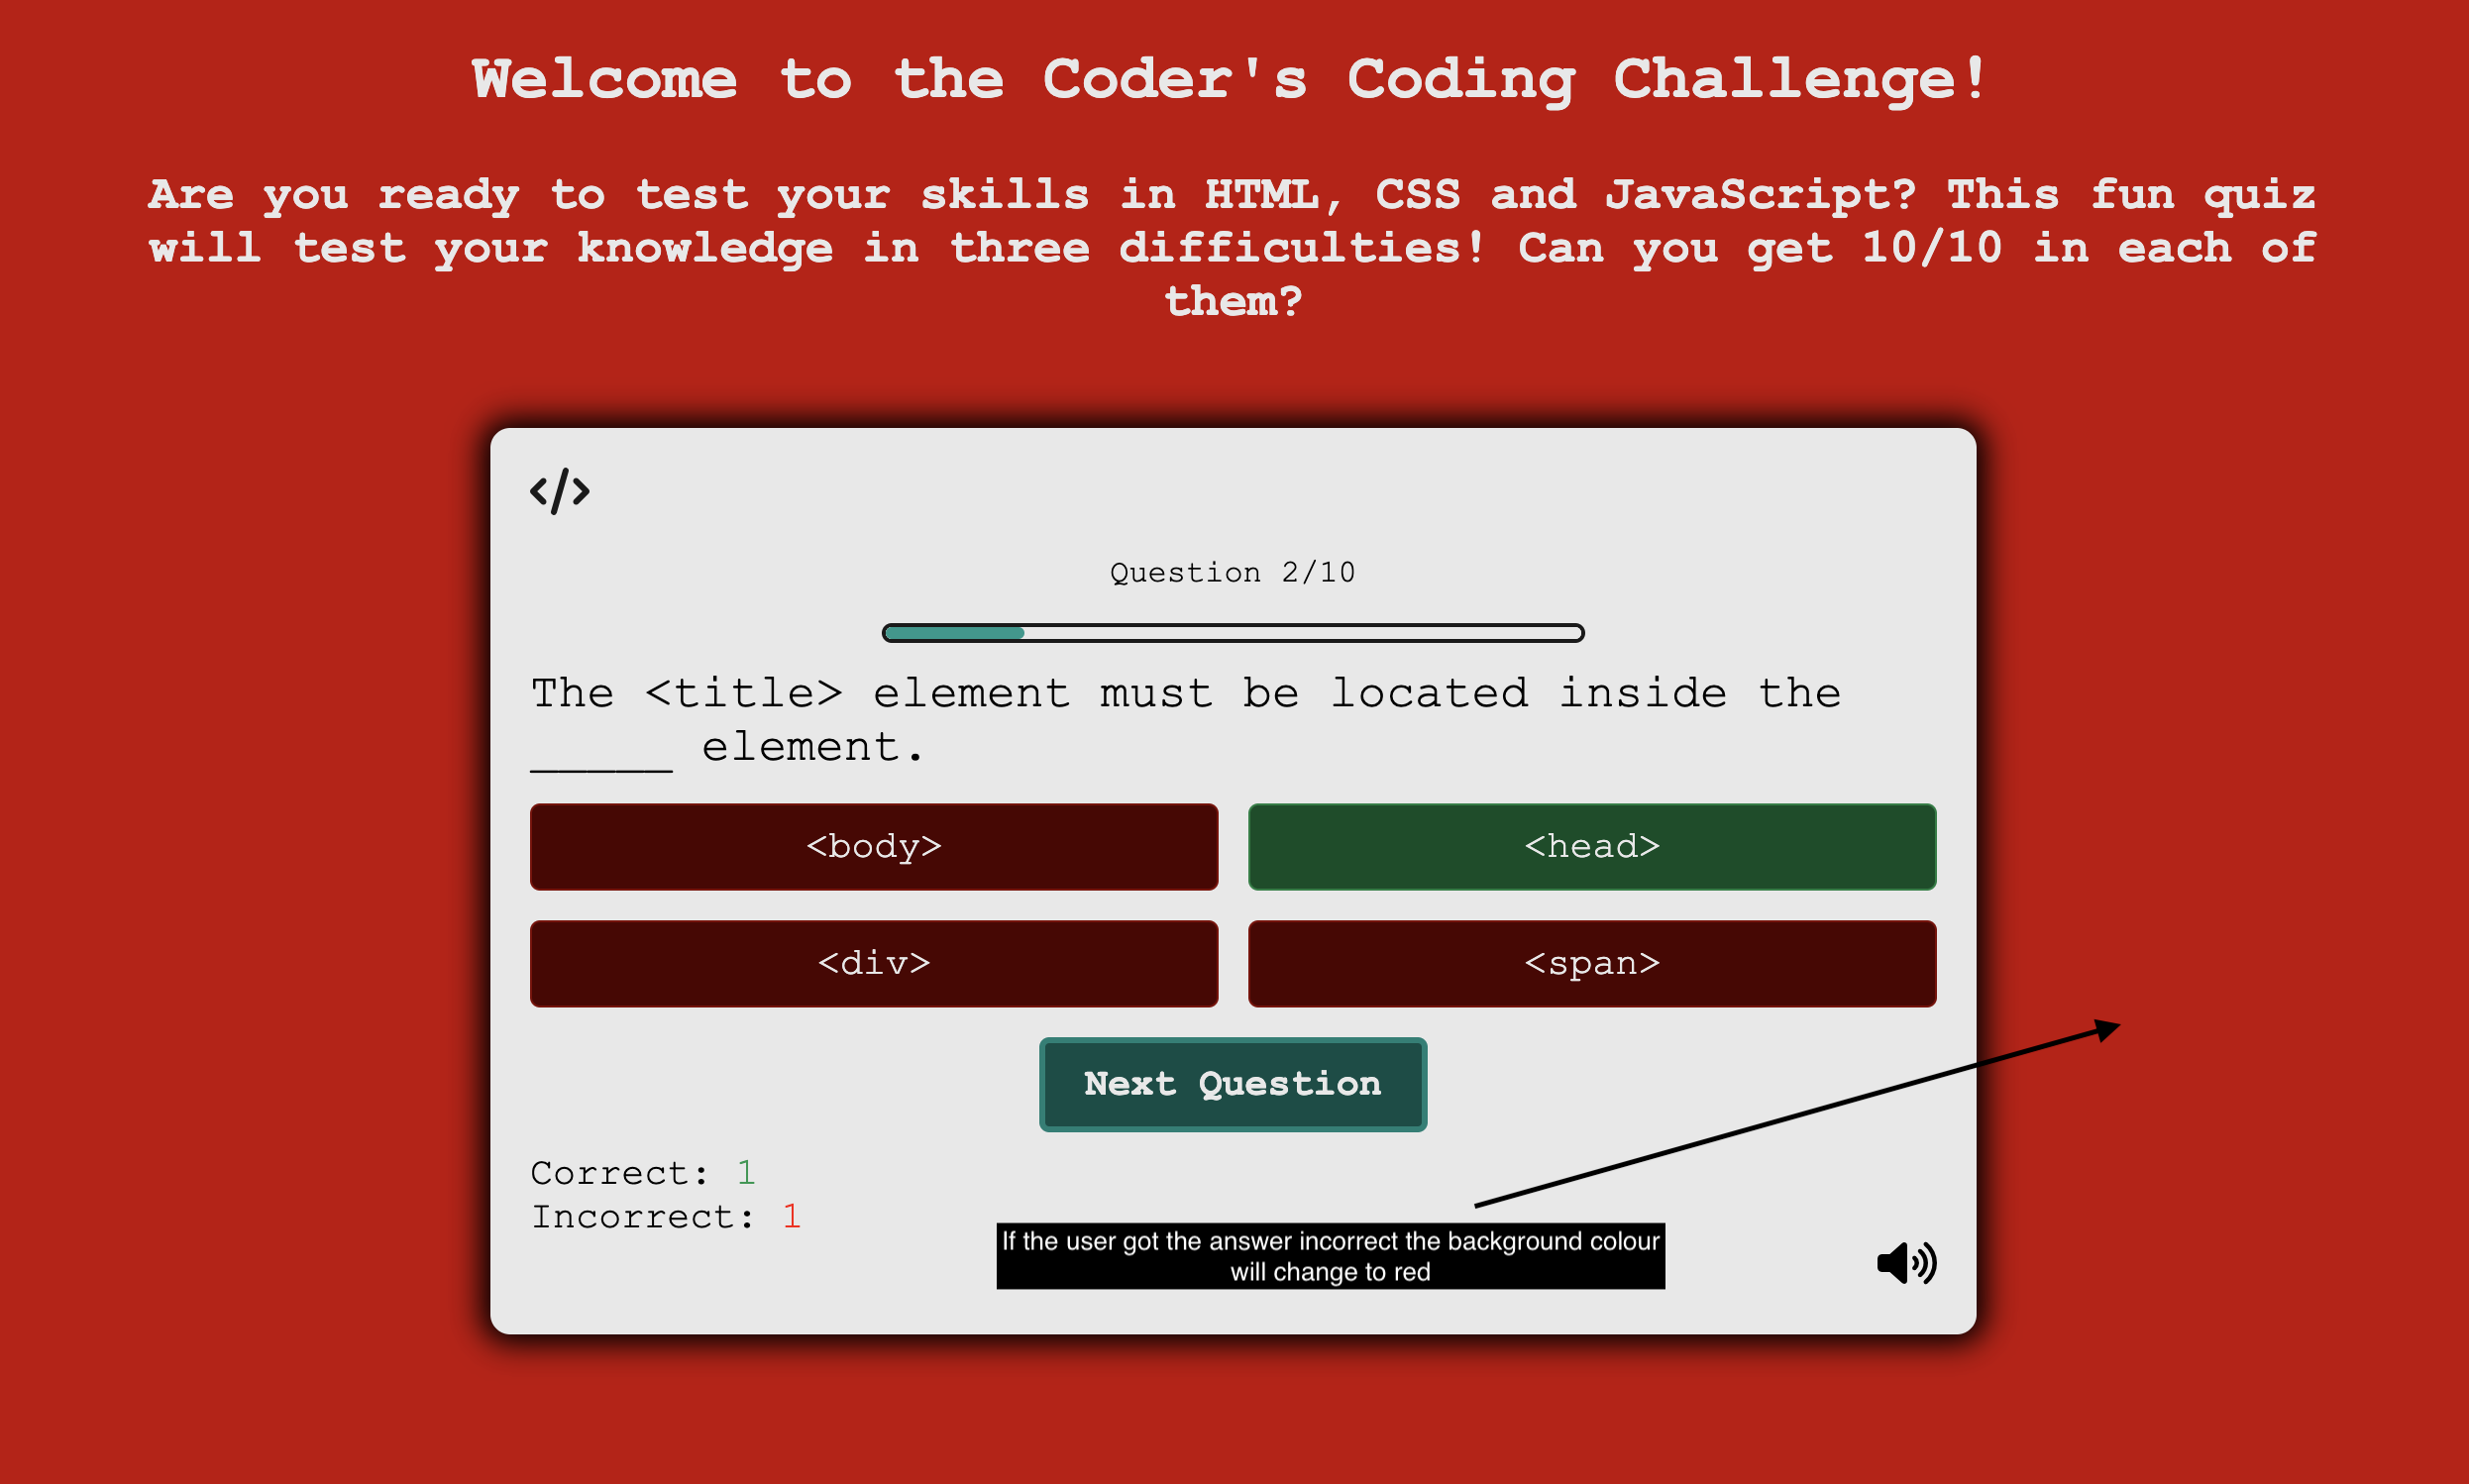 Welcome to the Coder's Coding Challenge!
Are you ready to test your skills in HTML, CSS and JavaScript? This fun quiz
will test your knowledge in three difficulties! Can you get 10/10 in each of
them?
</>
Question 2/10
The <title> element must be located inside the
_____ element.
<body>
<head>
<div>
<span>
Next Question
Correct: 1
Incorrect: 1
If the user got the answer incorrect the background colour
will change to red